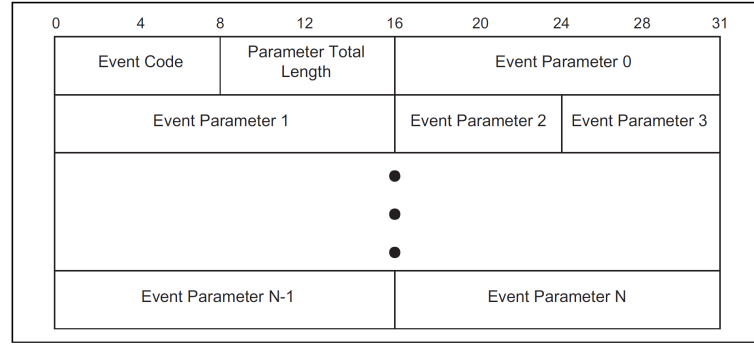 0 4 8 12 16 20 24 28 31
Event Code
Parameter Total
Length
Event Parameter 0
Event Parameter 1
Event Parameter 2
Event Parameter 3
Event Parameter N-1
Event Parameter N